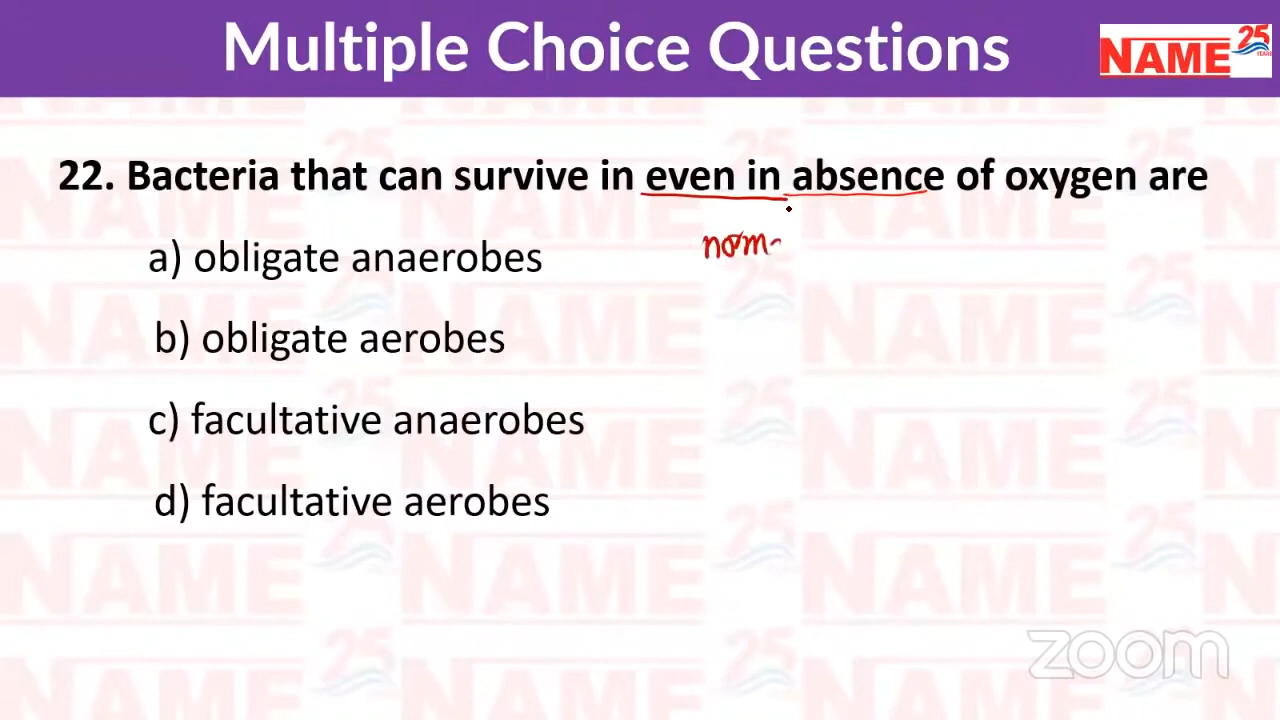 Multiple Choice Questions
NAME 25 YEARS
22. Bacteria that can survive in even in absence of oxygen are
a) obligate anaerobes
b) obligate aerobes
c) facultative anaerobes
d) facultative aerobes
zoom